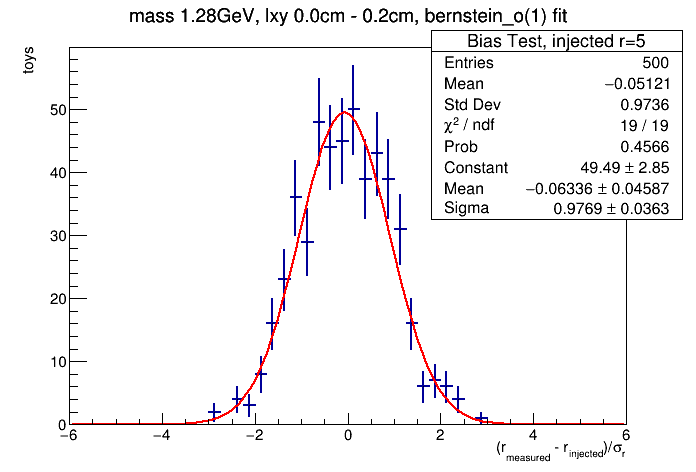 mass 1.28GeV, lxy 0.0cm - 0.2cm, bernstein_o(1) fit
toys
Bias Test, injected r=5
Entries 500
Mean −0.05121
Std Dev 0.9736
χ² / ndf 19 / 19
Prob 0.4566
Constant 49.49 ± 2.85
Mean −0.06336 ± 0.04587
Sigma 0.9769 ± 0.0363
50
40
30
20
10
0
−6 −4 −2 0 2 4 6
(r_measured - r_injected)/σ_r